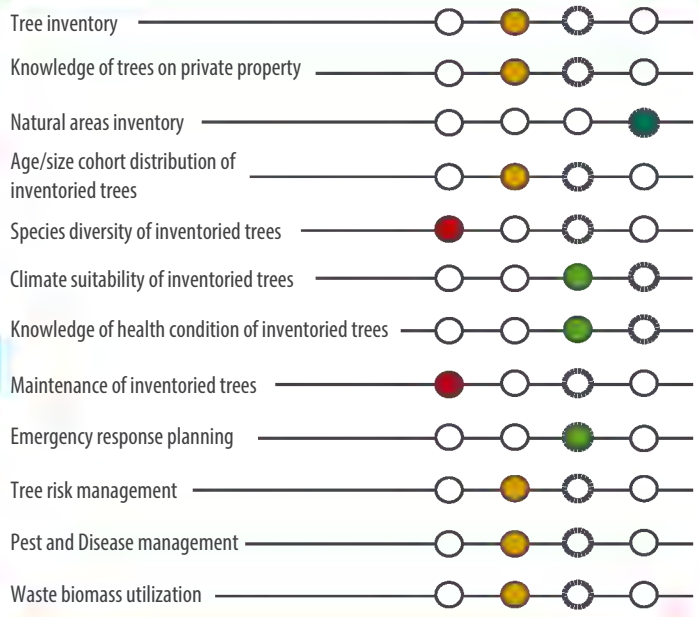 Tree inventory
Knowledge of trees on private property
Natural areas inventory
Age/size cohort distribution of
inventoried trees
Species diversity of inventoried trees
Climate suitability of inventoried trees
Knowledge of health condition of inventoried trees
Maintenance of inventoried trees
Emergency response planning
Tree risk management
Pest and Disease management
Waste biomass utilization